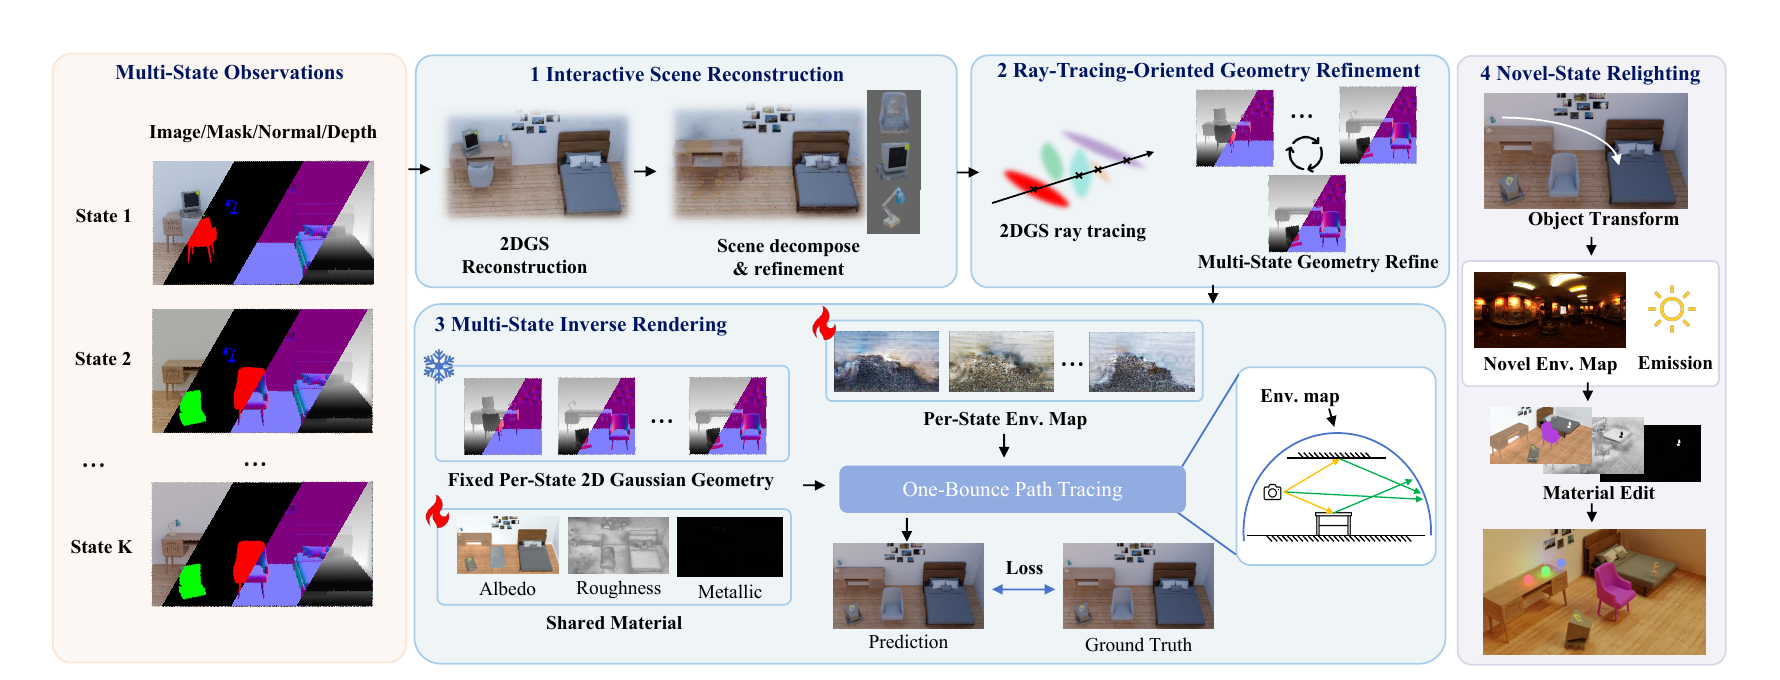 Multi-State Observations
Image/Mask/Normal/Depth
State 1
State 2
...
...
State K
1 Interactive Scene Reconstruction
2DGS
Reconstruction
Scene decompose
& refinement
2 Ray-Tracing-Oriented Geometry Refinement
...
2DGS ray tracing
Multi-State Geometry Refine
3 Multi-State Inverse Rendering
...
Fixed Per-State 2D Gaussian Geometry
Albedo
Roughness
Metallic
Shared Material
...
Per-State Env. Map
One-Bounce Path Tracing
Prediction
Loss
Ground Truth
Env. map
4 Novel-State Relighting
Object Transform
Novel Env. Map
Emission
Material Edit